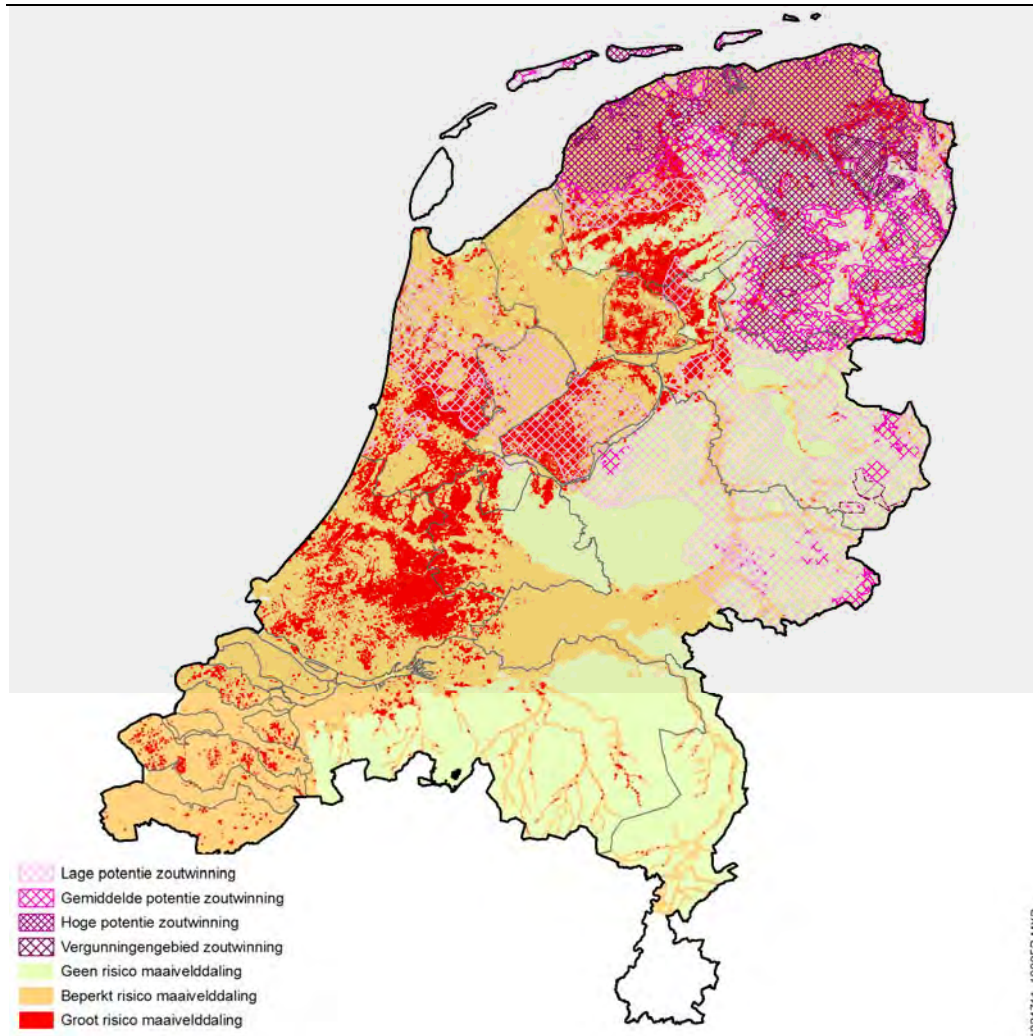 Lage potentie zoutwinning
Gemiddelde potentie zoutwinning
Hoge potentie zoutwinning
Vergunningengebied zoutwinning
Geen risico maaivelddaling
Beperkt risico maaivelddaling
Groot risico maaivelddaling